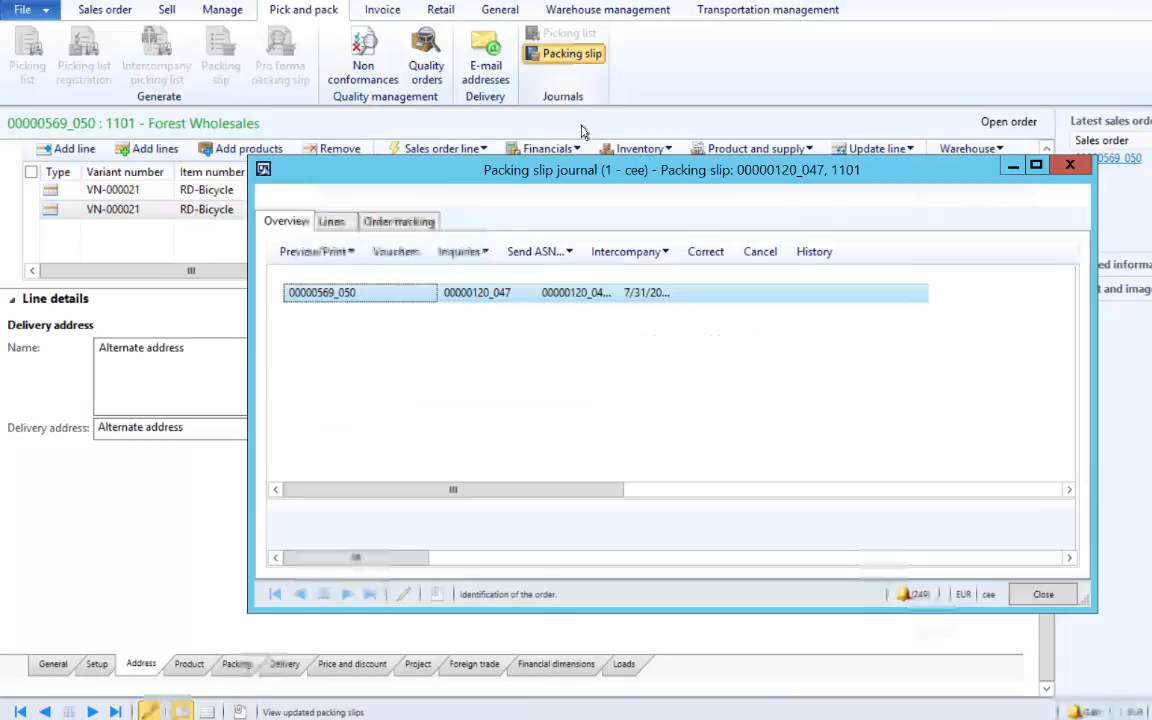 File Sales order Sell Manage Pick and pack Invoice Retail General Warehouse management Transportation management
Picking list
Picking list registration
Intercompany picking list
Packing slip
Pro forma packing slip
Generate
Non conformances
Quality orders
Quality management
E-mail addresses
Delivery
Picking list
Packing slip
Journals
00000569_050 : 1101 - Forest Wholesales
Open order
Add line Add lines Add products Remove Sales order line Financials Inventory Product and supply Update line Warehouse
Type Variant number Item number
VN-000021 RD-Bicycle
VN-000021 RD-Bicycle
Line details
Delivery address
Name: Alternate address
Delivery address: Alternate address
Latest sales orde
Sales order
_050
ed informa
t and image
Packing slip journal (1 - cee) - Packing slip: 00000120_047, 1101
Overview Lines Order tracking
Preview/Print Vouchers Inquiries Send ASN... Intercompany Correct Cancel History
00000569_050 00000120_047 00000120_04... 7/31/20...
Identification of the order.
(249) EUR cee Close
General Setup Address Product Packing Delivery Price and discount Project Foreign trade Financial dimensions Loads
View updated packing slips